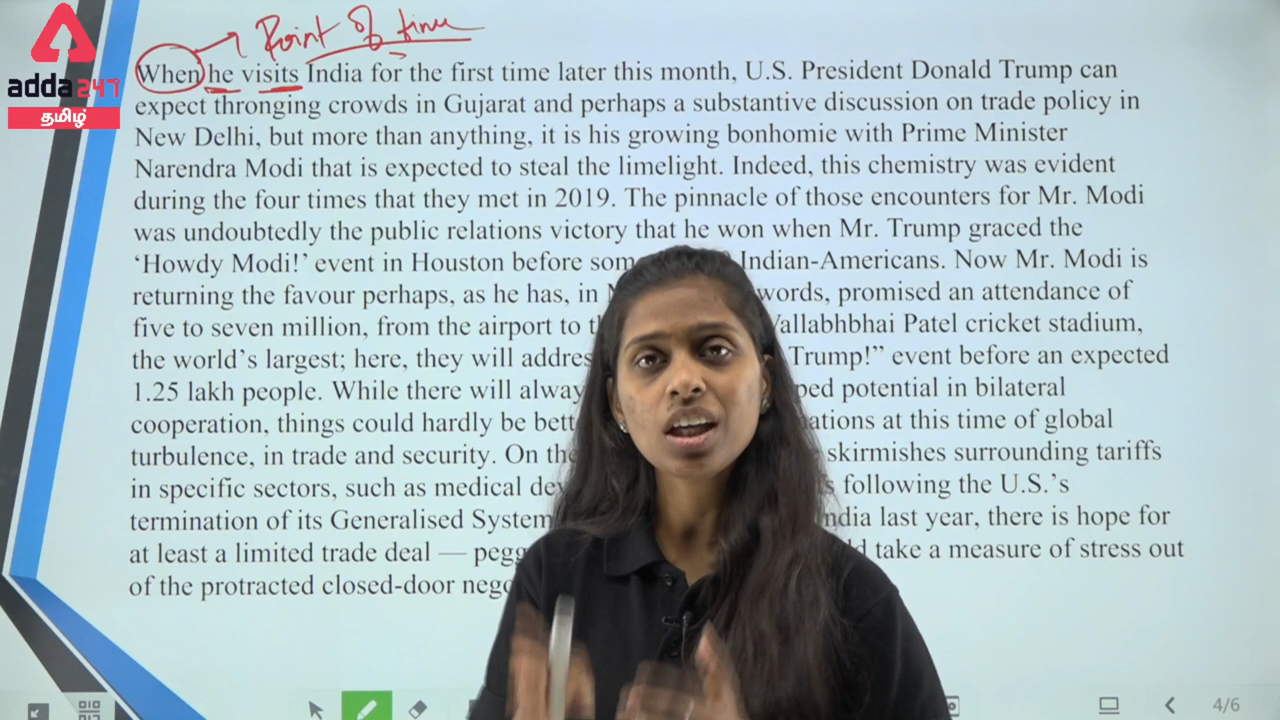 Point of time
adda247
தமிழ்
When he visits India for the first time later this month, U.S. President Donald Trump can
expect thronging crowds in Gujarat and perhaps a substantive discussion on trade policy in
New Delhi, but more than anything, it is his growing bonhomie with Prime Minister
Narendra Modi that is expected to steal the limelight. Indeed, this chemistry was evident
during the four times that they met in 2019. The pinnacle of those encounters for Mr. Modi
was undoubtedly the public relations victory that he won when Mr. Trump graced the
‘Howdy Modi!’ event in Houston before Indian-Americans. Now Mr. Modi is
returning the favour perhaps, as he has, in words, promised an attendance of
five to seven million, from the airport to Vallabhbhai Patel cricket stadium,
the world’s largest; here, they will Trump!” event before an expected
1.25 lakh people. While there will potential in bilateral
cooperation, things could hardly be at this time of global
turbulence, in trade and security. On skirmishes surrounding tariffs
in specific sectors, such as medical following the U.S.’s
termination of its Generalised last year, there is hope for
at least a limited trade deal — take a measure of stress out
of the protracted closed-door
4/6